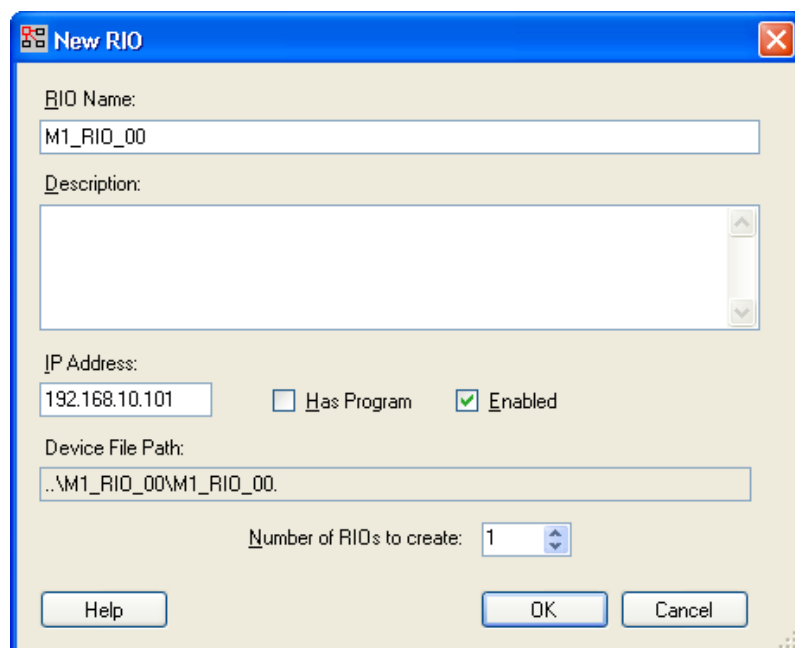 New RIO
RIO Name:
M1_RIO_00
Description:
IP Address:
192.168.10.101 Has Program Enabled
Device File Path:
..\M1_RIO_00\M1_RIO_00.
Number of RIOs to create: 1
Help OK Cancel